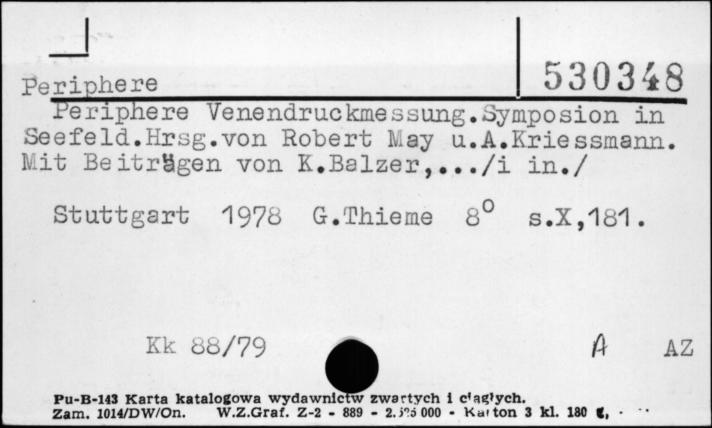 Periphere 530348
Periphere Venendruckmessung.Symposion in
Seefeld.Hrsg.von Robert May u.A.Kriessmann.
Mit Beiträgen von K.Balzer,.../i in./
Stuttgart 1978 G.Thieme 8° s.X,181.
Kk 88/79 A AZ
Pu-B-143 Karta katalogowa wydawnictw zwartych i ciągłych.
Zam. 1014/DW/On. W.Z.Graf. Z-2 - 889 - 000 - Karton 3 kl. 180